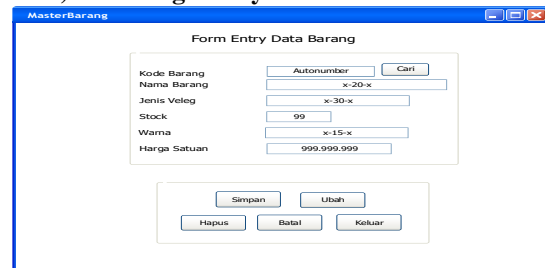 MasterBarang
Form Entry Data Barang
Kode Barang Autonumber Cari
Nama Barang x-20-x
Jenis Veleg x-30-x
Stock 99
Warna x-15-x
Harga Satuan 999.999.999
Simpan Ubah
Hapus Batal Keluar